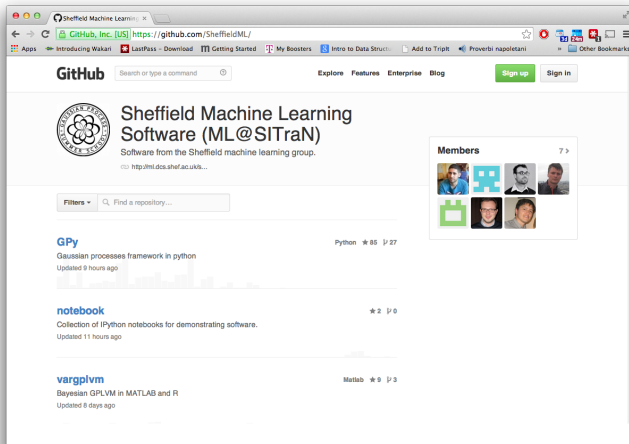 Sheffield Machine Learning
GitHub, Inc. [US] https://github.com/SheffieldML/
Apps Introducing Wakari LastPass - Download Getting Started My Boosters Intro to Data Struct Add to TripIt Proverbi napoletani » Other Bookmarks
GitHub Search or type a command Explore Features Enterprise Blog Sign up Sign in
GAUSSIAN PROCESS SUMMER SCHOOL
Sheffield Machine Learning
Software (ML@SITraN)
Software from the Sheffield machine learning group.
http://ml.dcs.shef.ac.uk/s...
Members 7 >
Filters Find a repository...
GPy Python 85 27
Gaussian processes framework in python
Updated 9 hours ago
notebook 2 0
Collection of IPython notebooks for demonstrating software.
Updated 11 hours ago
vargplvm Matlab 9 3
Bayesian GPLVM in MATLAB and R
Updated 8 days ago